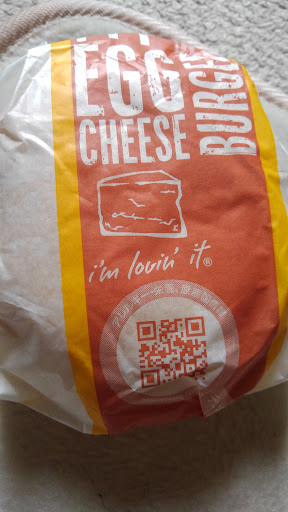 EGG
CHEESE
BURGER
i'm lovin' it®